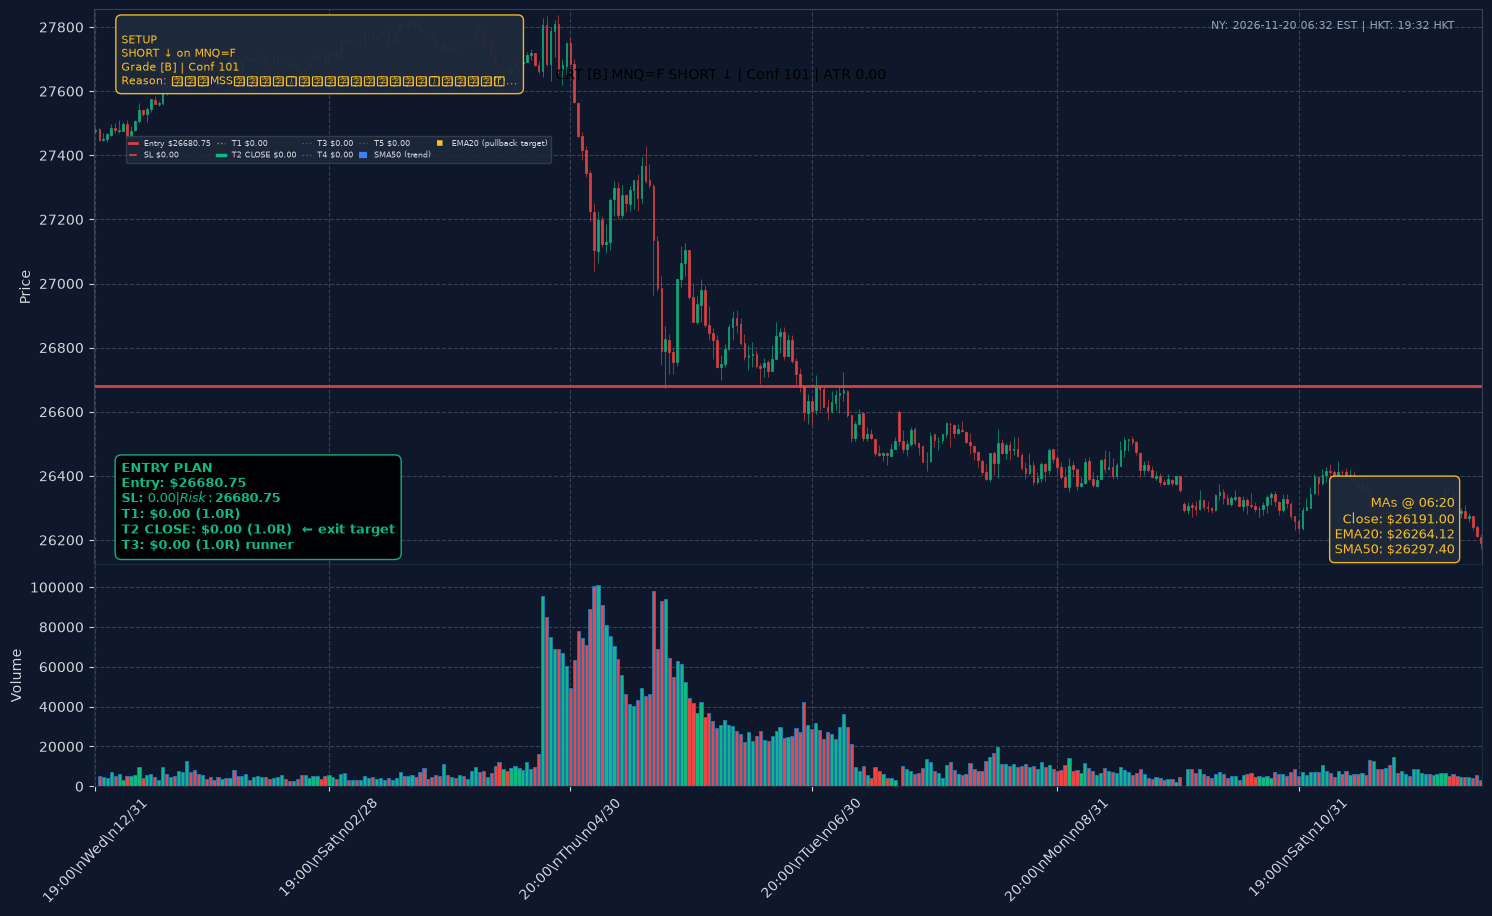 NY: 2026-11-20 06:32 EST | HKT: 19:32 HKT
SETUP
SHORT ↓ on MNQ=F
Grade [B] | Conf 101
Reason: MSS ...
[B] MNQ=F SHORT ↓ | Conf 101 | ATR 0.00
Entry $26680.75
SL $0.00
T1 $0.00
T2 CLOSE $0.00
T3 $0.00
T4 $0.00
T5 $0.00
SMA50 (trend)
EMA20 (pullback target)
Price
27800
27600
27400
27200
27000
26800
26600
26400
26200
ENTRY PLAN
Entry: $26680.75
SL: 0.00|Risk:26680.75
T1: $0.00 (1.0R)
T2 CLOSE: $0.00 (1.0R) ← exit target
T3: $0.00 (1.0R) runner
MAs @ 06:20
Close: $26191.00
EMA20: $26264.12
SMA50: $26297.40
Volume
100000
80000
60000
40000
20000
0
19:00\nWed\n12/31
19:00\nSat\n02/28
20:00\nThu\n04/30
20:00\nTue\n06/30
20:00\nMon\n08/31
19:00\nSat\n10/31